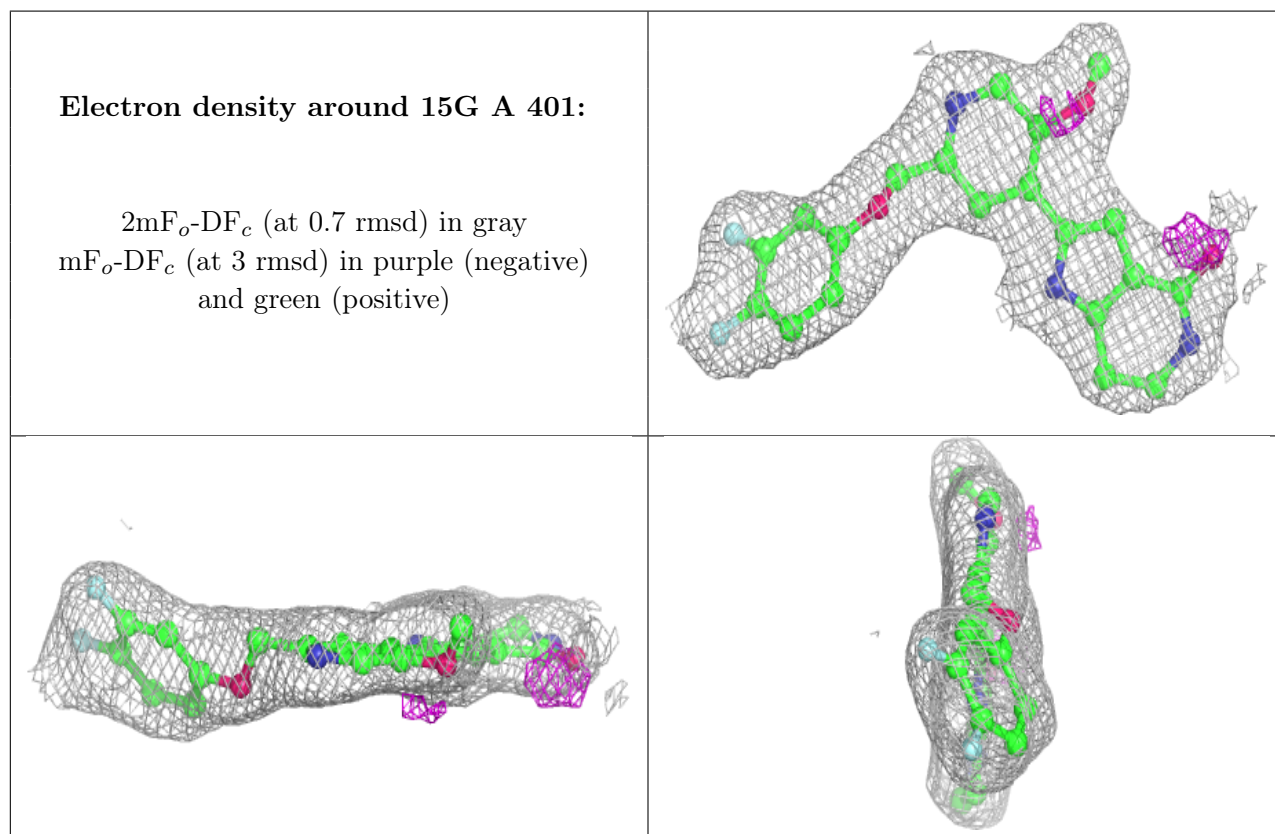 Electron density around 15G A 401:
2mFₒ-DF𝒸 (at 0.7 rmsd) in gray
mFₒ-DF𝒸 (at 3 rmsd) in purple (negative)
and green (positive)